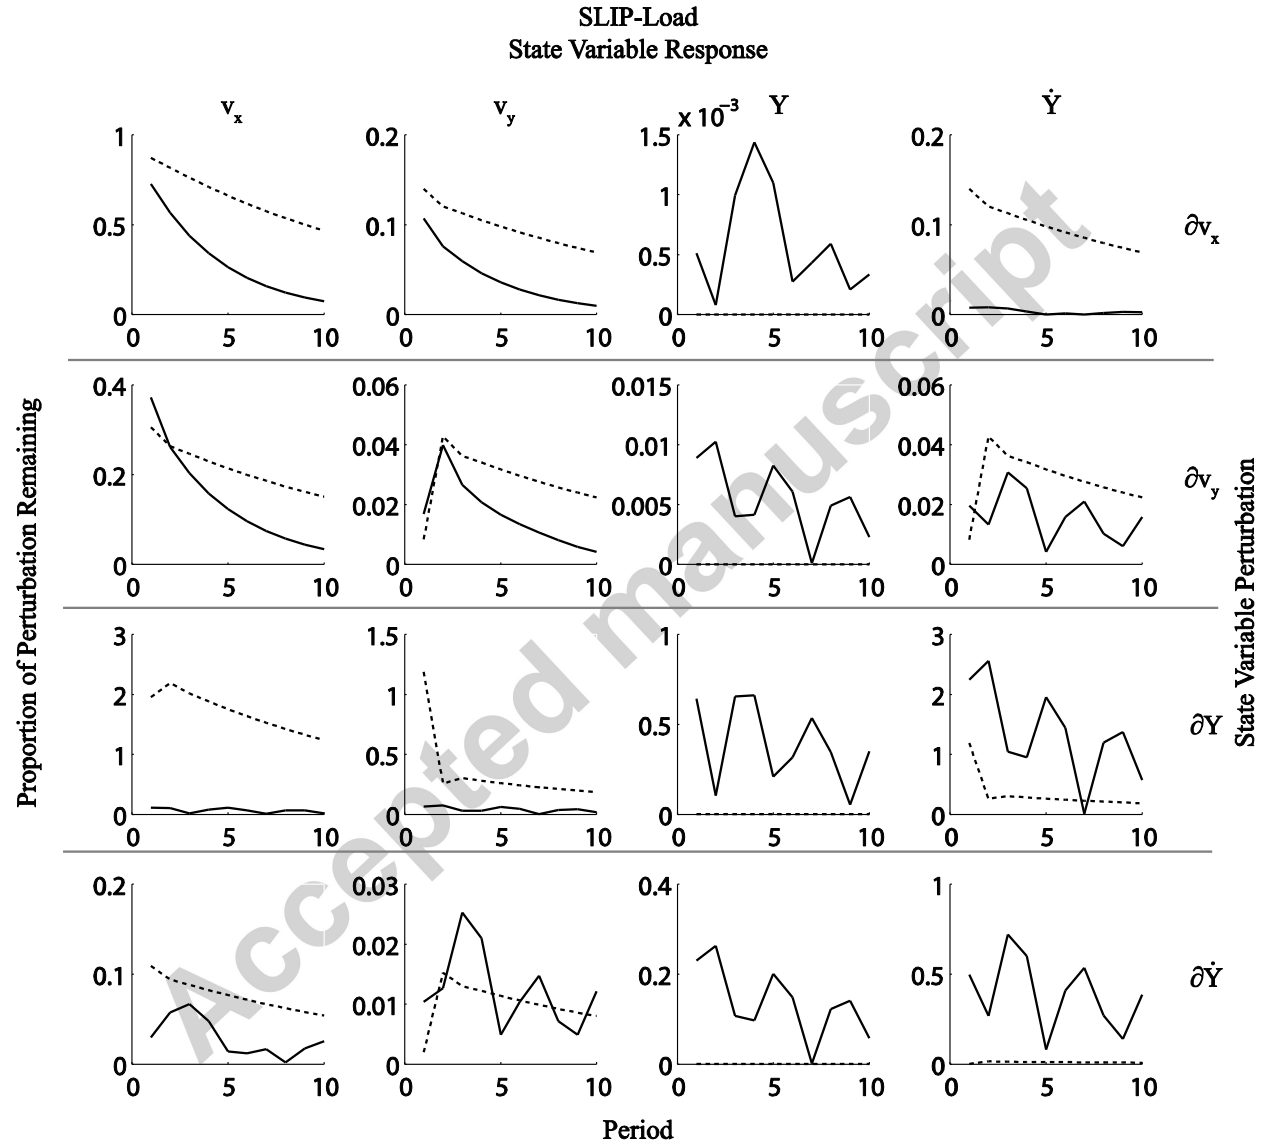 SLIP-Load
State Variable Response
v_x v_y Y Ẏ
x 10^-3
1 0.2 1.5 0.2
1
0.5 0.1 0.1
0.5
0 0 0 0
0 5 10 0 5 10 0 5 10 0 5 10
∂v_x
0.4 0.06 0.015 0.06
0.04 0.010 0.04
0.2
0.02 0.005 0.02
0 0 0 0
0 5 10 0 5 10 0 5 10 0 5 10
∂v_y
3 1.5 1 3
2 1 2
0.5
1 0.5 1
0 0 0 0
0 5 10 0 5 10 0 5 10 0 5 10
∂Y
0.2 0.03 0.4 1
0.02
0.1 0.2 0.5
0.01
0 0 0 0
0 5 10 0 5 10 0 5 10 0 5 10
∂Ẏ
Period
Proportion of Perturbation Remaining
State Variable Perturbation
Accepted manuscript